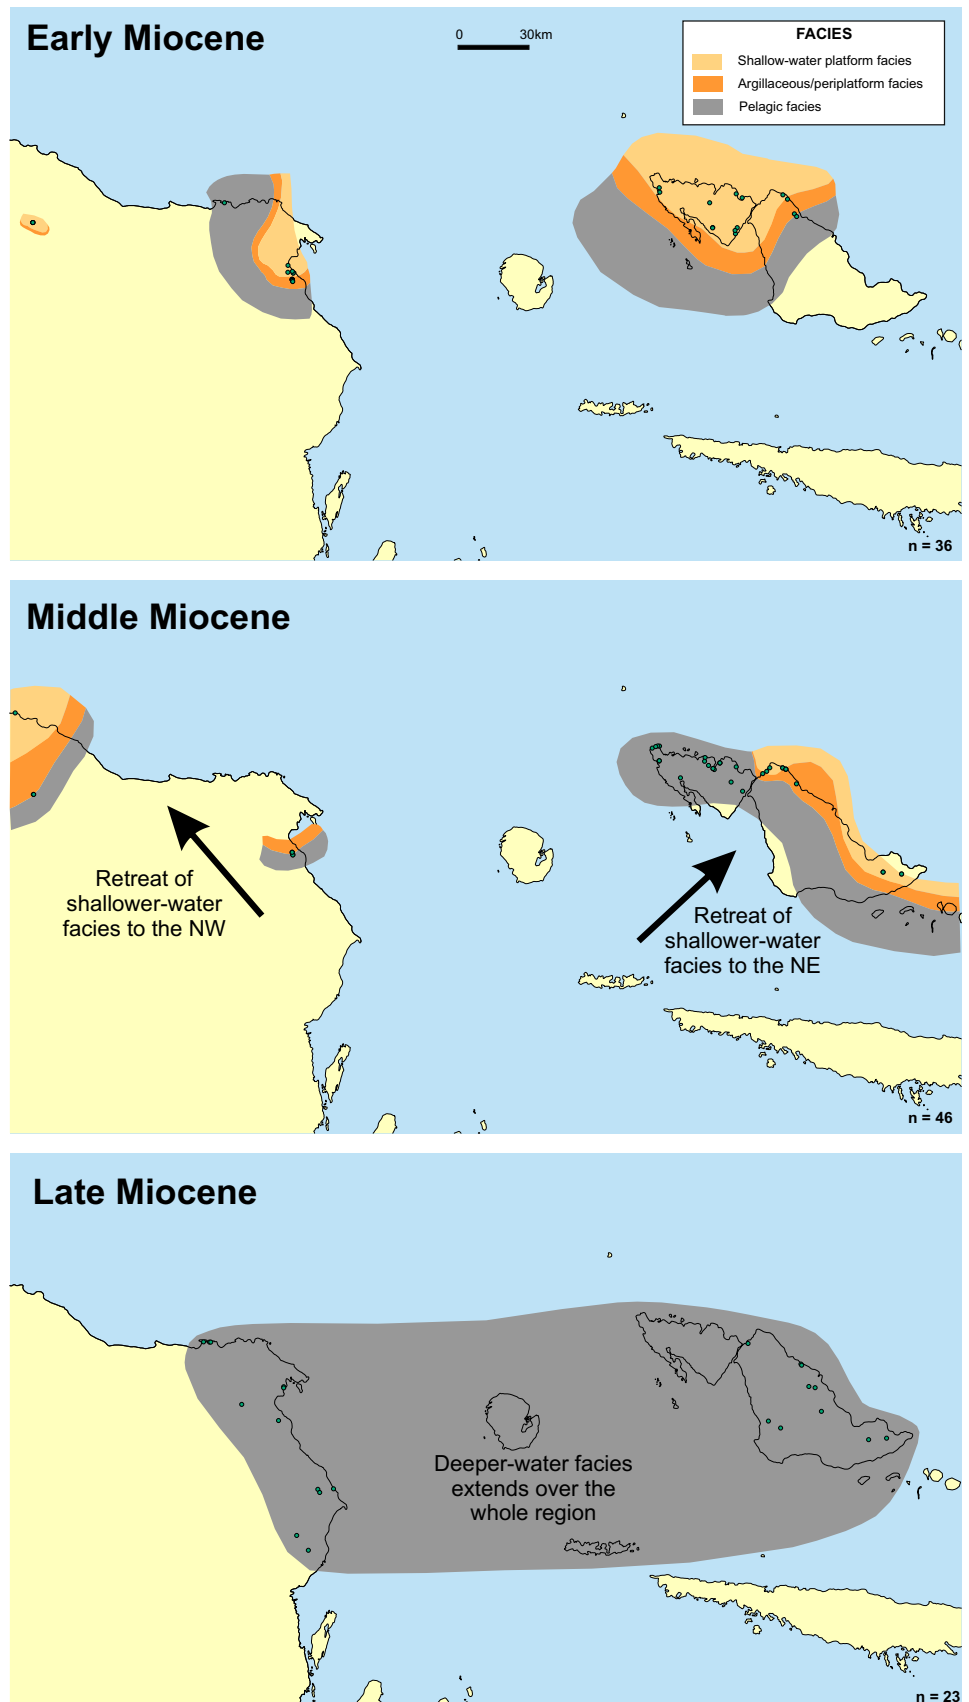 Early Miocene
0 30km
FACIES
Shallow-water platform facies
Argillaceous/periplatform facies
Pelagic facies
n = 36
Middle Miocene
Retreat of
shallower-water
facies to the NW
Retreat of
shallower-water
facies to the NE
n = 46
Late Miocene
Deeper-water facies
extends over the
whole region
n = 23